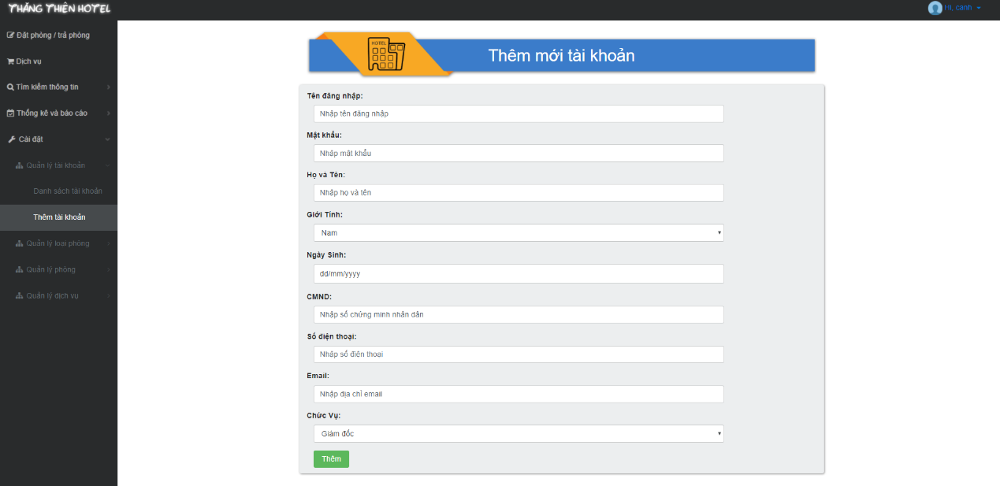 THĂNG THIÊN HOTEL
Hi, canh
Đặt phòng / trả phòng
Dịch vụ
Tìm kiếm thông tin
Thống kê và báo cáo
Cài đặt
Quản lý tài khoản
Danh sách tài khoản
Thêm tài khoản
Quản lý loại phòng
Quản lý phòng
Quản lý dịch vụ
HOTEL
Thêm mới tài khoản
Tên đăng nhập:
Nhập tên đăng nhập
Mật khẩu:
Nhập mật khẩu
Họ và Tên:
Nhập họ và tên
Giới Tính:
Nam
Ngày Sinh:
dd/mm/yyyy
CMND:
Nhập số chứng minh nhân dân
Số điện thoại:
Nhập số điện thoại
Email:
Nhập địa chỉ email
Chức Vụ:
Giám đốc
Thêm